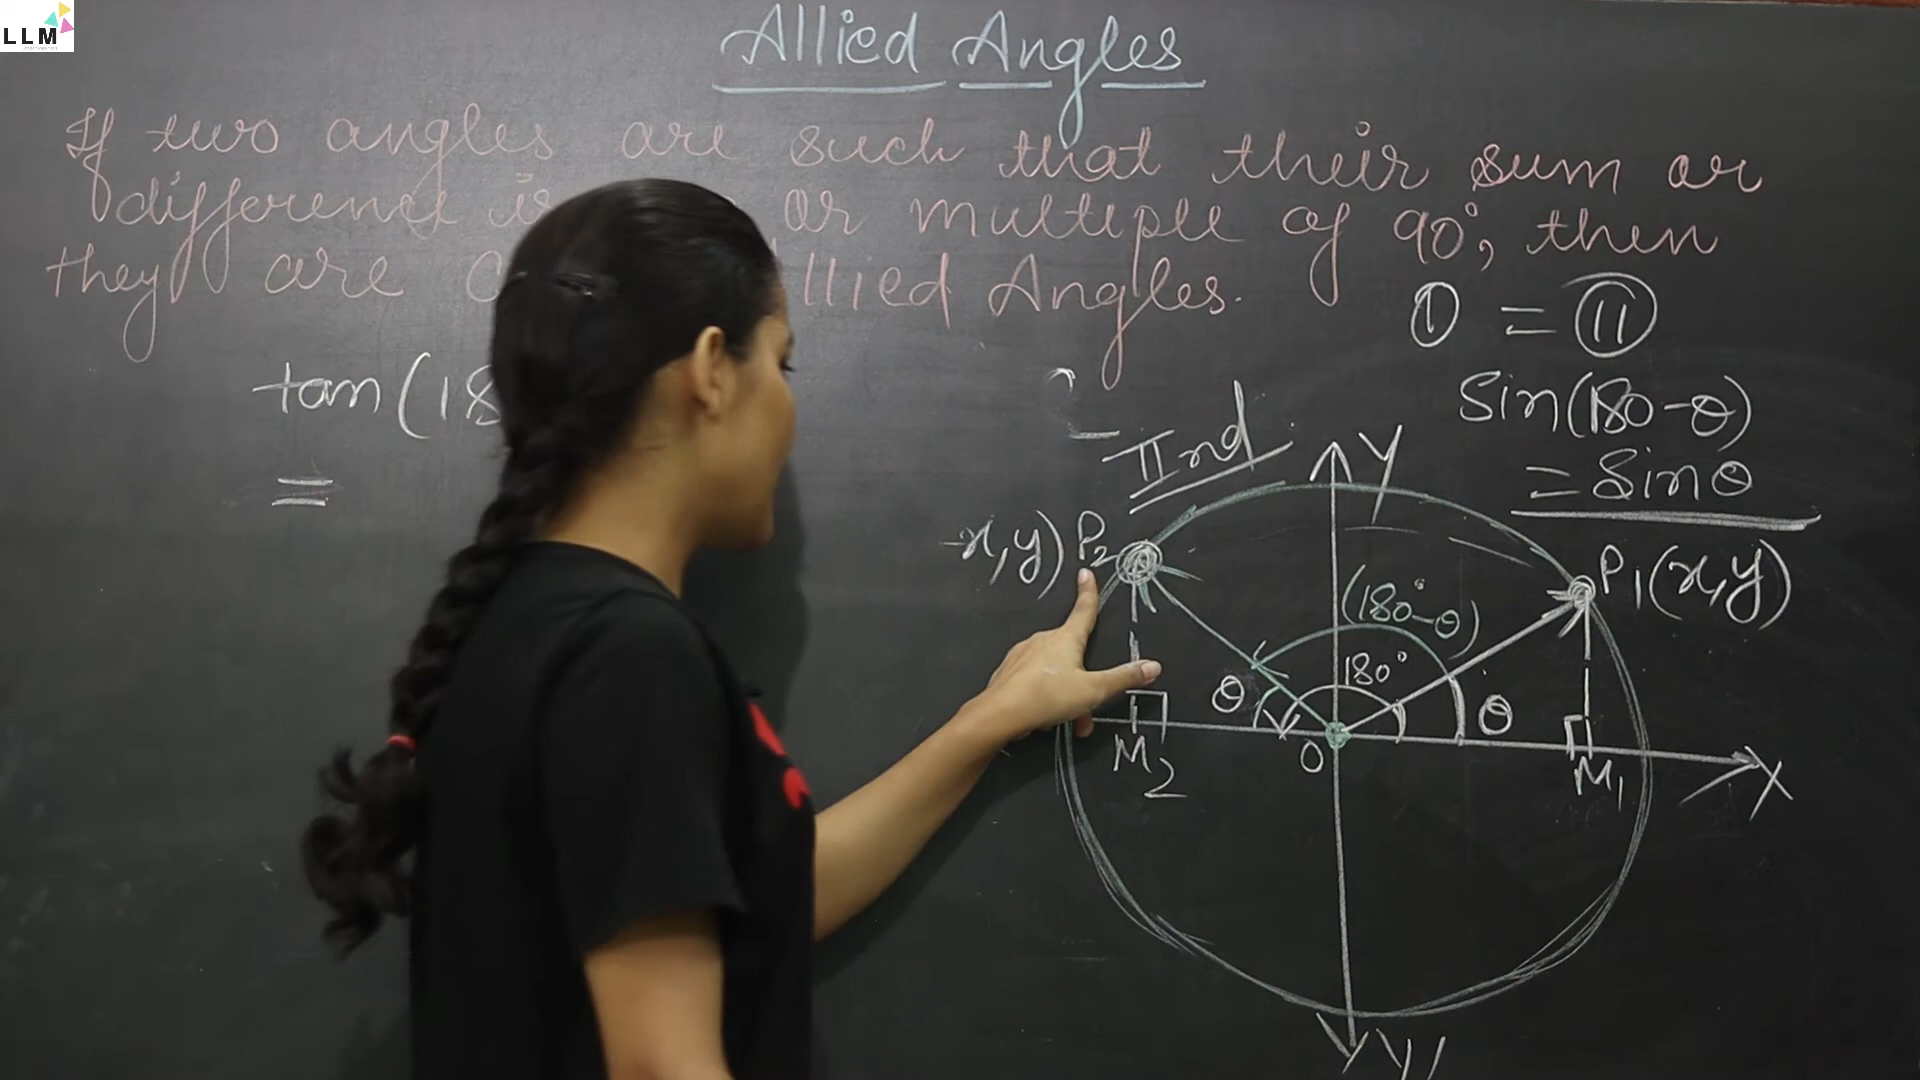 LLM
Allied Angles
If two angles are such that their sum or
difference is or multiple of 90°, then
they are Allied Angles.
① = ⑪
tan(18
=
Sin(180-θ)
= Sinθ
IInd
Y
-x,y) P2
P1(x,y)
(180°-θ)
180°
θ
θ
O
M2
M1
X
Y'